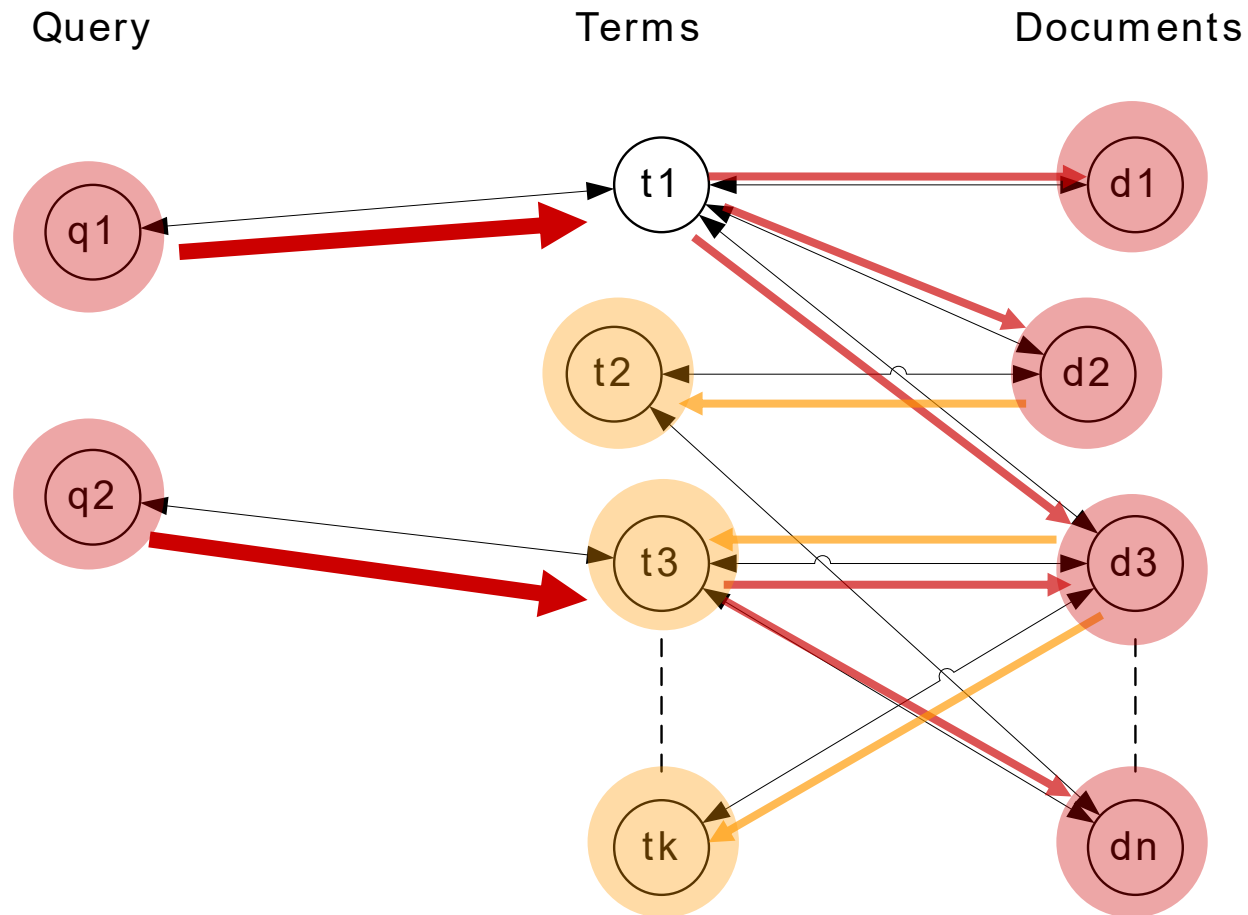 Query Terms Documents
t1 d1
q1
t2 d2
q2
t3 d3
tk dn